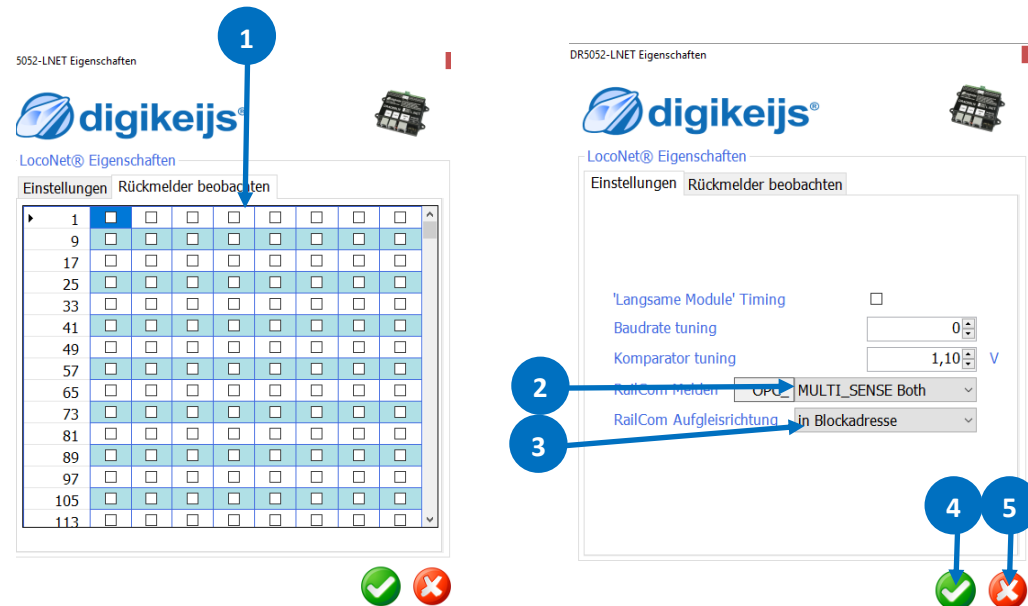 1
5052-LNET Eigenschaften
digikeijs®
LocoNet® Eigenschaften
Einstellungen Rückmelder beobachten
1
9
17
25
33
41
49
57
65
73
81
89
97
105
113
DR5052-LNET Eigenschaften
digikeijs®
LocoNet® Eigenschaften
Einstellungen Rückmelder beobachten
'Langsame Module' Timing
Baudrate tuning 0
Komparator tuning 1,10 V
2
RailCom Melden OPC_ MULTI_SENSE Both
RailCom Aufgleisrichtung in Blockadresse
3
4 5